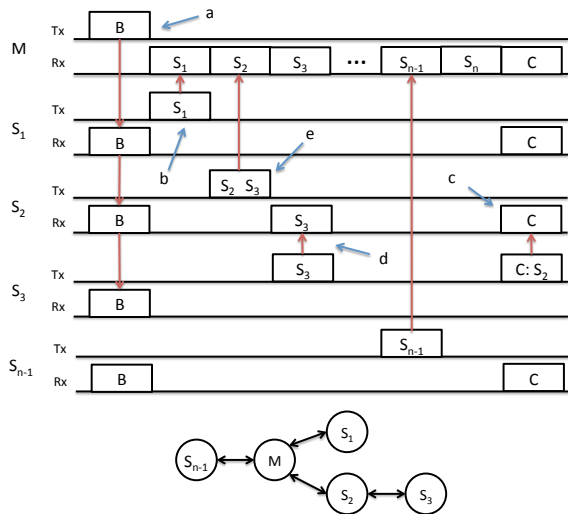 Tx B a
M
Rx S₁ S₂ S₃ ... Sₙ₋₁ Sₙ C
Tx S₁
S₁ b e
Rx B C
Tx S₂ S₃
S₂ c
Rx B S₃ C
d
Tx S₃ C: S₂
S₃
Rx B
Tx Sₙ₋₁
Sₙ₋₁
Rx B C
S₁
Sₙ₋₁ M
S₂ S₃